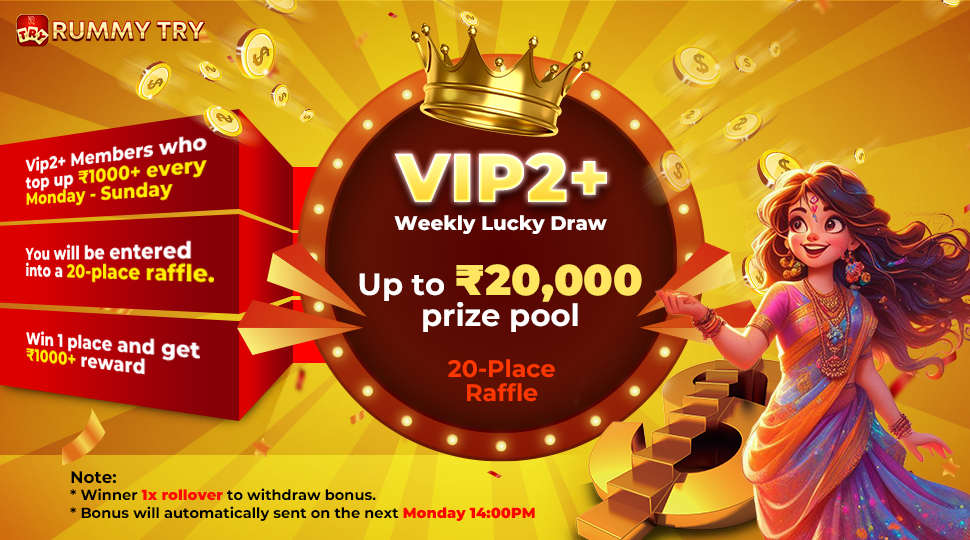 TRY RUMMY TRY
Vip2+ Members who
top up ₹1000+ every
Monday - Sunday
You will be entered
into a 20-place raffle.
Win 1 place and get
₹1000+ reward
VIP2+
Weekly Lucky Draw
Up to ₹20,000
prize pool
20-Place
Raffle
Note:
* Winner 1x rollover to withdraw bonus.
* Bonus will automatically sent on the next Monday 14:00PM